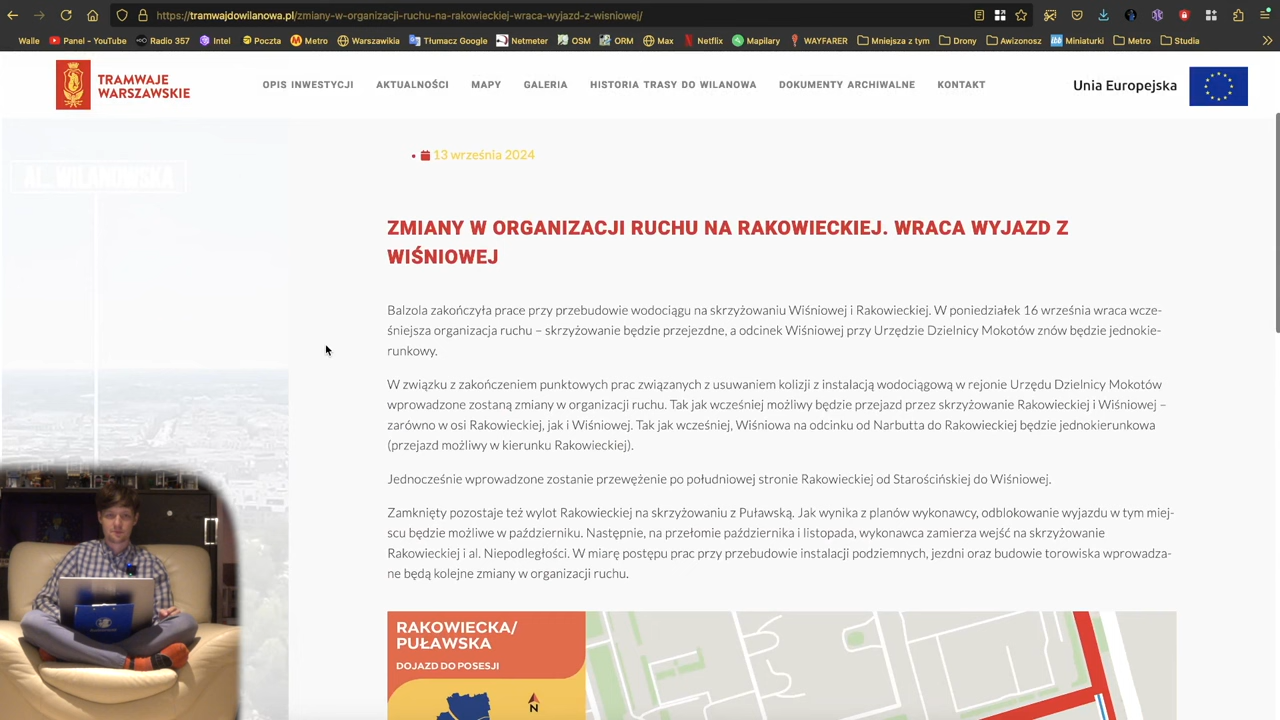 https://tramwajdowilanowa.pl/zmiany-w-organizacji-ruchu-na-rakowieckiej-wraca-wyjazd-z-wisniowej/
Walle Panel - YouTube Radio 357 Intel Poczta Metro Warszawikia Tłumacz Google Netmeter OSM ORM Max Netflix Mapilary WAYFARER Mniejsza z tym Drony Awizonosz Miniaturki Metro Studia
TRAMWAJE
WARSZAWSKIE
OPIS INWESTYCJI AKTUALNOŚCI MAPY GALERIA HISTORIA TRASY DO WILANOWA DOKUMENTY ARCHIWALNE KONTAKT
Unia Europejska
13 września 2024
AL. WILANOWSKA
ZMIANY W ORGANIZACJI RUCHU NA RAKOWIECKIEJ. WRACA WYJAZD Z
WIŚNIOWEJ
Balzola zakończyła prace przy przebudowie wodociągu na skrzyżowaniu Wiśniowej i Rakowieckiej. W poniedziałek 16 września wraca wcze-
śniejsza organizacja ruchu – skrzyżowanie będzie przejezdne, a odcinek Wiśniowej przy Urzędzie Dzielnicy Mokotów znów będzie jednokie-
runkowy.
W związku z zakończeniem punktowych prac związanych z usuwaniem kolizji z instalacją wodociągową w rejonie Urzędu Dzielnicy Mokotów
wprowadzone zostaną zmiany w organizacji ruchu. Tak jak wcześniej możliwy będzie przejazd przez skrzyżowanie Rakowieckiej i Wiśniowej –
zarówno w osi Rakowieckiej, jak i Wiśniowej. Tak jak wcześniej, Wiśniowa na odcinku od Narbutta do Rakowieckiej będzie jednokierunkowa
(przejazd możliwy w kierunku Rakowieckiej).
Jednocześnie wprowadzone zostanie przewężenie po południowej stronie Rakowieckiej od Starościńskiej do Wiśniowej.
Zamknięty pozostaje też wylot Rakowieckiej na skrzyżowaniu z Puławską. Jak wynika z planów wykonawcy, odblokowanie wyjazdu w tym miej-
scu będzie możliwe w październiku. Następnie, na przełomie października i listopada, wykonawca zamierza wejść na skrzyżowanie
Rakowieckiej i al. Niepodległości. W miarę postępu prac przy przebudowie instalacji podziemnych, jezdni oraz budowie torowiska wprowadza-
ne będą kolejne zmiany w organizacji ruchu.
RAKOWIECKA/
PUŁAWSKA
DOJAZD DO POSESJI
N